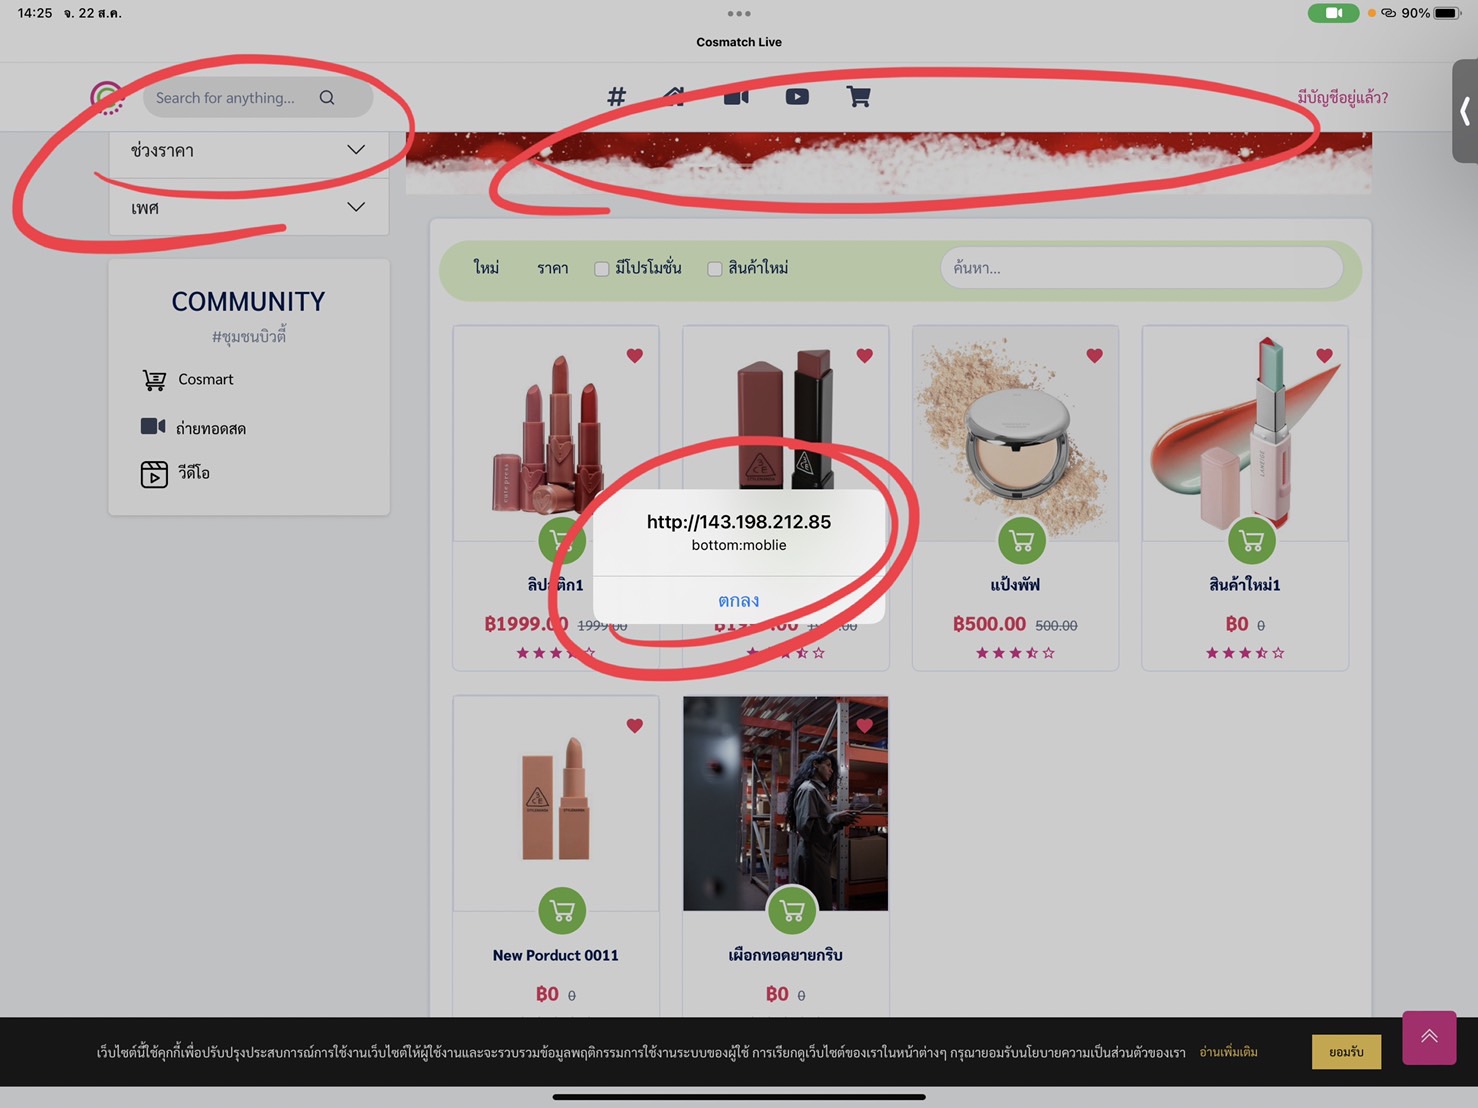 14:25 จ. 22 ส.ค.
90%
Cosmatch Live
Search for anything...
มีบัญชีอยู่แล้ว?
ช่วงราคา
เพศ
COMMUNITY
#ชุมชนบิวตี้
Cosmart
ถ่ายทอดสด
วีดีโอ
ใหม่ ราคา มีโปรโมชั่น สินค้าใหม่ ค้นหา...
http://143.198.212.85
bottom:moblie
ตกลง
ลิปสติก1 แป้งพัฟ สินค้าใหม่1
฿1999.00 1999.00 ฿500.00 500.00 ฿0 0
New Porduct 0011 เผือกทอดยายกริบ
฿0 0 ฿0 0
เว็บไซต์นี้ใช้คุกกี้เพื่อปรับปรุงประสบการณ์การใช้งานเว็บไซต์ให้ผู้ใช้งานและจะรวบรวมข้อมูลพฤติกรรมการใช้งานระบบของผู้ใช้ การเรียกดูเว็บไซต์ของเราในหน้าต่างๆ กรุณายอมรับนโยบายความเป็นส่วนตัวของเรา อ่านเพิ่มเติม ยอมรับ